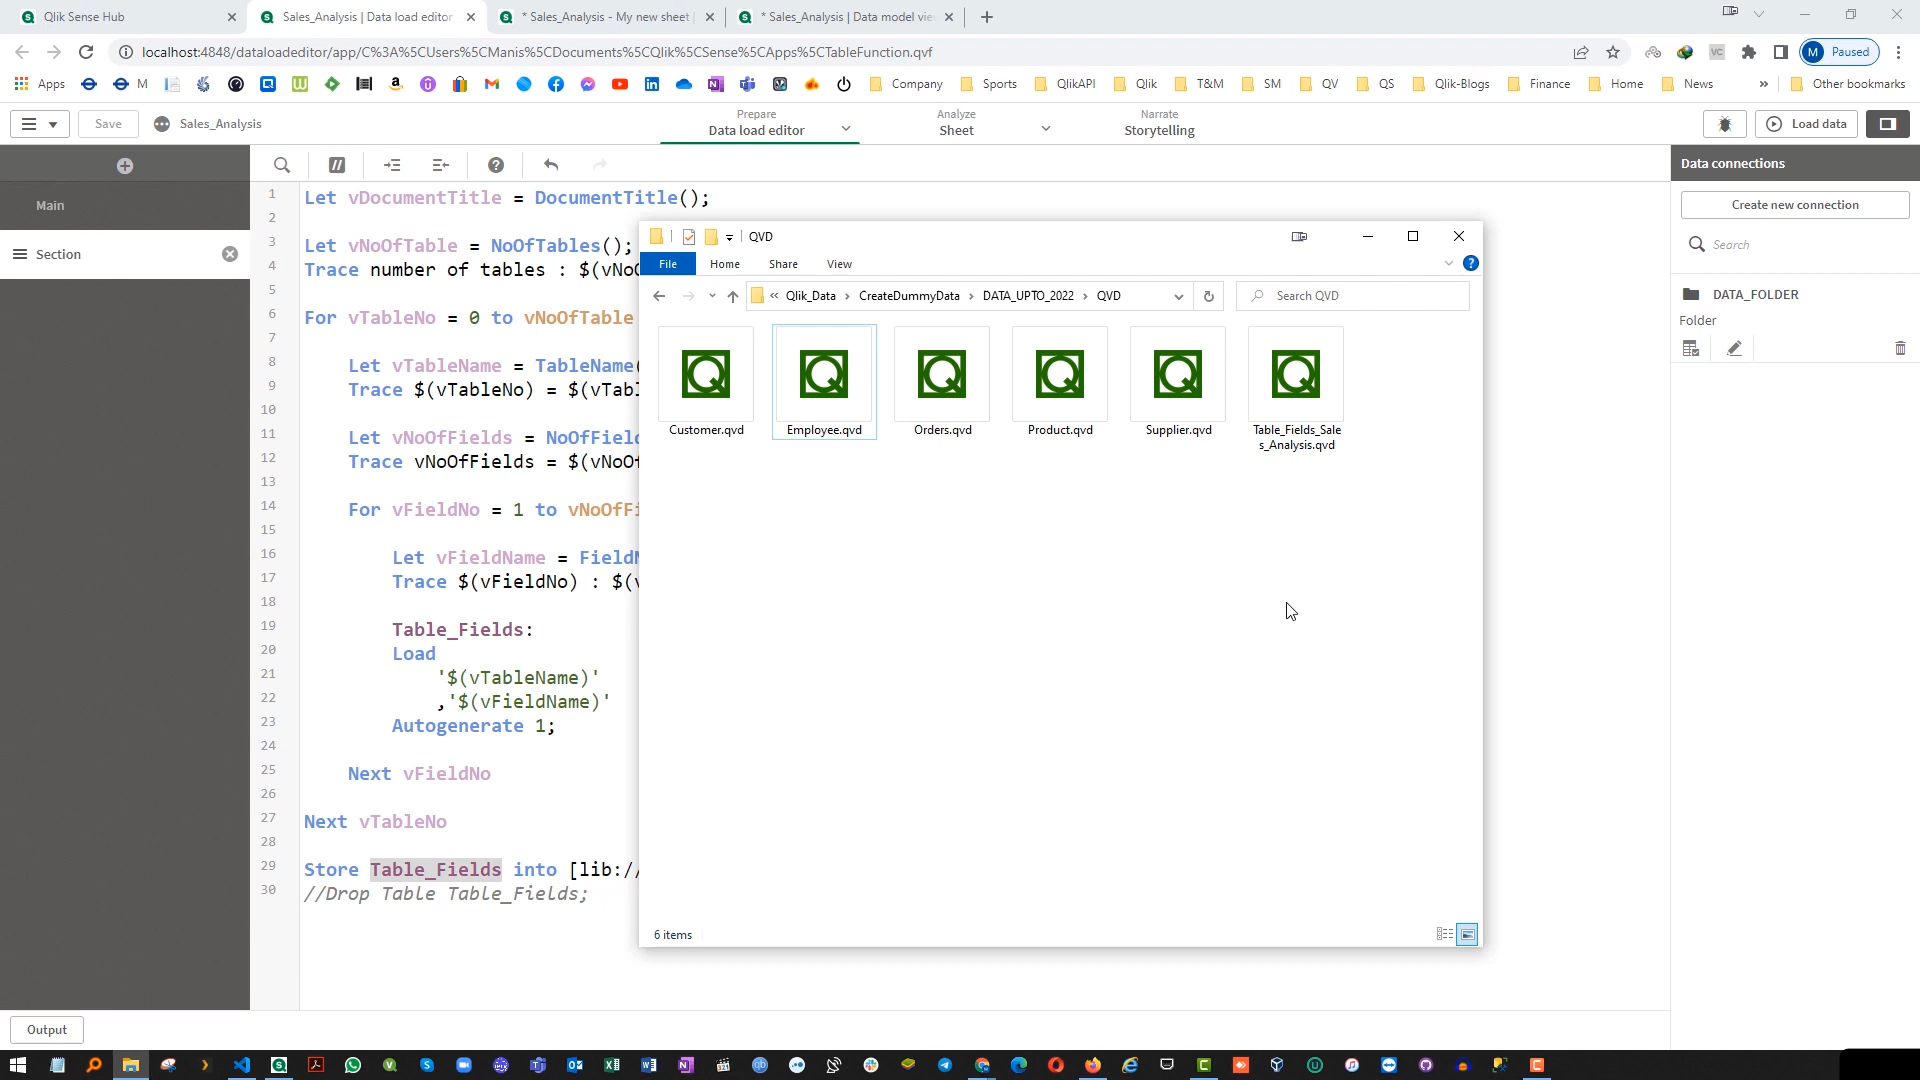 Qlik Sense Hub
Sales_Analysis | Data load editor
* Sales_Analysis - My new sheet
* Sales_Analysis | Data model vie
localhost:4848/dataloadeditor/app/C%3A%5CUsers%5CManis%5CDocuments%5CQlik%5CSense%5CApps%5CTableFunction.qvf
M Paused
Apps
M
Company
Sports
QlikAPI
Qlik
T&M
SM
QV
QS
Qlik-Blogs
Finance
Home
News
Other bookmarks
Save
Sales_Analysis
Prepare
Data load editor
Analyze
Sheet
Narrate
Storytelling
Load data
Main
Section
1 Let vDocumentTitle = DocumentTitle();
2
3 Let vNoOfTable = NoOfTables();
4 Trace number of tables : $(vNoO
5
6 For vTableNo = 0 to vNoOfTable
7
8 Let vTableName = TableName(
9 Trace $(vTableNo) = $(vTabl
10
11 Let vNoOfFields = NoOfField
12 Trace vNoOfFields = $(vNoOf
13
14 For vFieldNo = 1 to vNoOfFi
15
16 Let vFieldName = FieldN
17 Trace $(vFieldNo) : $(v
18
19 Table_Fields:
20 Load
21 '$(vTableName)'
22 ,'$(vFieldName)'
23 Autogenerate 1;
24
25 Next vFieldNo
26
27 Next vTableNo
28
29 Store Table_Fields into [lib://
30 //Drop Table Table_Fields;
QVD
File
Home
Share
View
« Qlik_Data › CreateDummyData › DATA_UPTO_2022 › QVD
Search QVD
Customer.qvd
Employee.qvd
Orders.qvd
Product.qvd
Supplier.qvd
Table_Fields_Sale
s_Analysis.qvd
6 items
Data connections
Create new connection
Search
DATA_FOLDER
Folder
Output